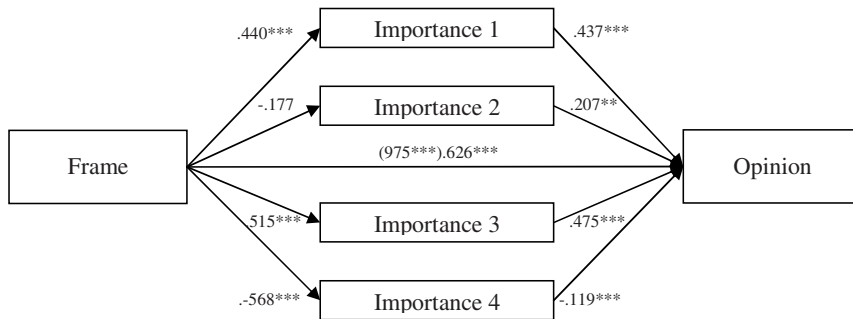 Importance 1
.440***
.437***
Importance 2
-.177
.207**
(975***).626***
Frame
Opinion
Importance 3
.515***
.475***
.-568***
Importance 4
-.119***